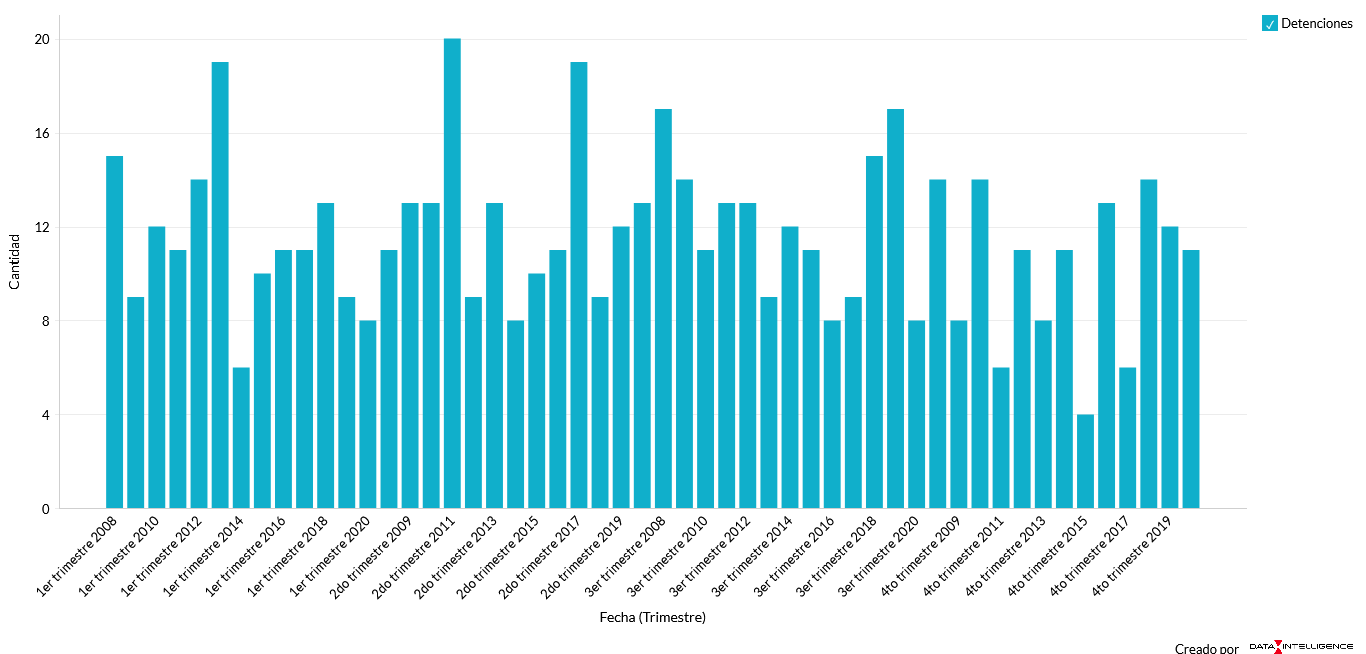 Detenciones
20
16
12
8
4
0
Cantidad
1er trimestre 2008
1er trimestre 2010
1er trimestre 2012
1er trimestre 2014
1er trimestre 2016
1er trimestre 2018
1er trimestre 2020
2do trimestre 2009
2do trimestre 2011
2do trimestre 2013
2do trimestre 2015
2do trimestre 2017
2do trimestre 2019
3er trimestre 2008
3er trimestre 2010
3er trimestre 2012
3er trimestre 2014
3er trimestre 2016
3er trimestre 2018
3er trimestre 2020
4to trimestre 2009
4to trimestre 2011
4to trimestre 2013
4to trimestre 2015
4to trimestre 2017
4to trimestre 2019
Fecha (Trimestre)
Creado por DATA INTELLIGENCE